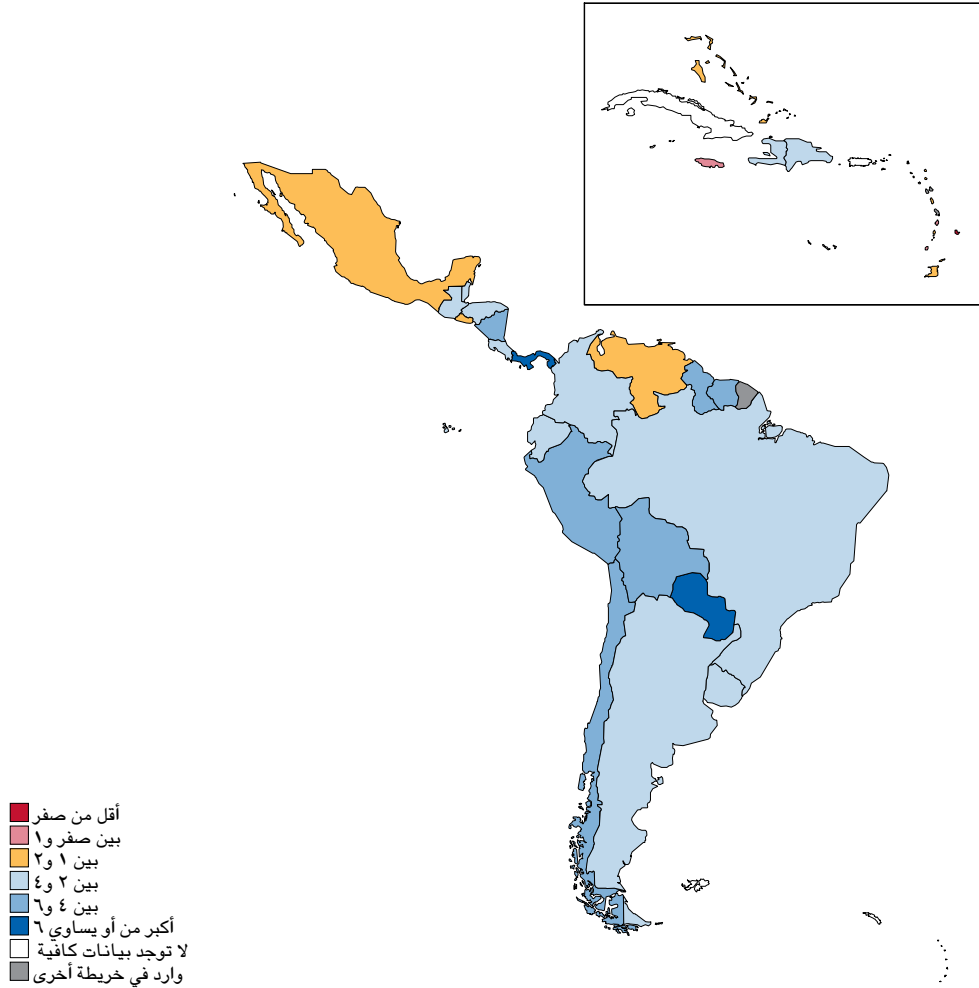 أقل من صفر
بين صفر و١
بين ١ و٢
بين ٢ و٤
بين ٤ و٦
أكبر من أو يساوي ٦
لا توجد بيانات كافية
وارد في خريطة أخرى